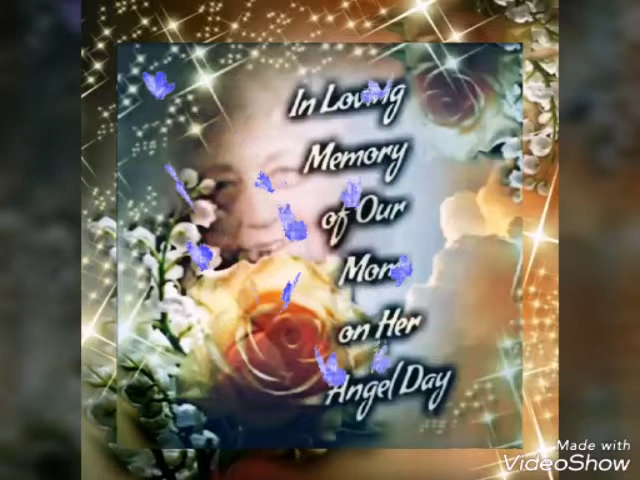 In Loving
Memory
of Our
Mom
on Her
Angel Day
Made with
VideoShow